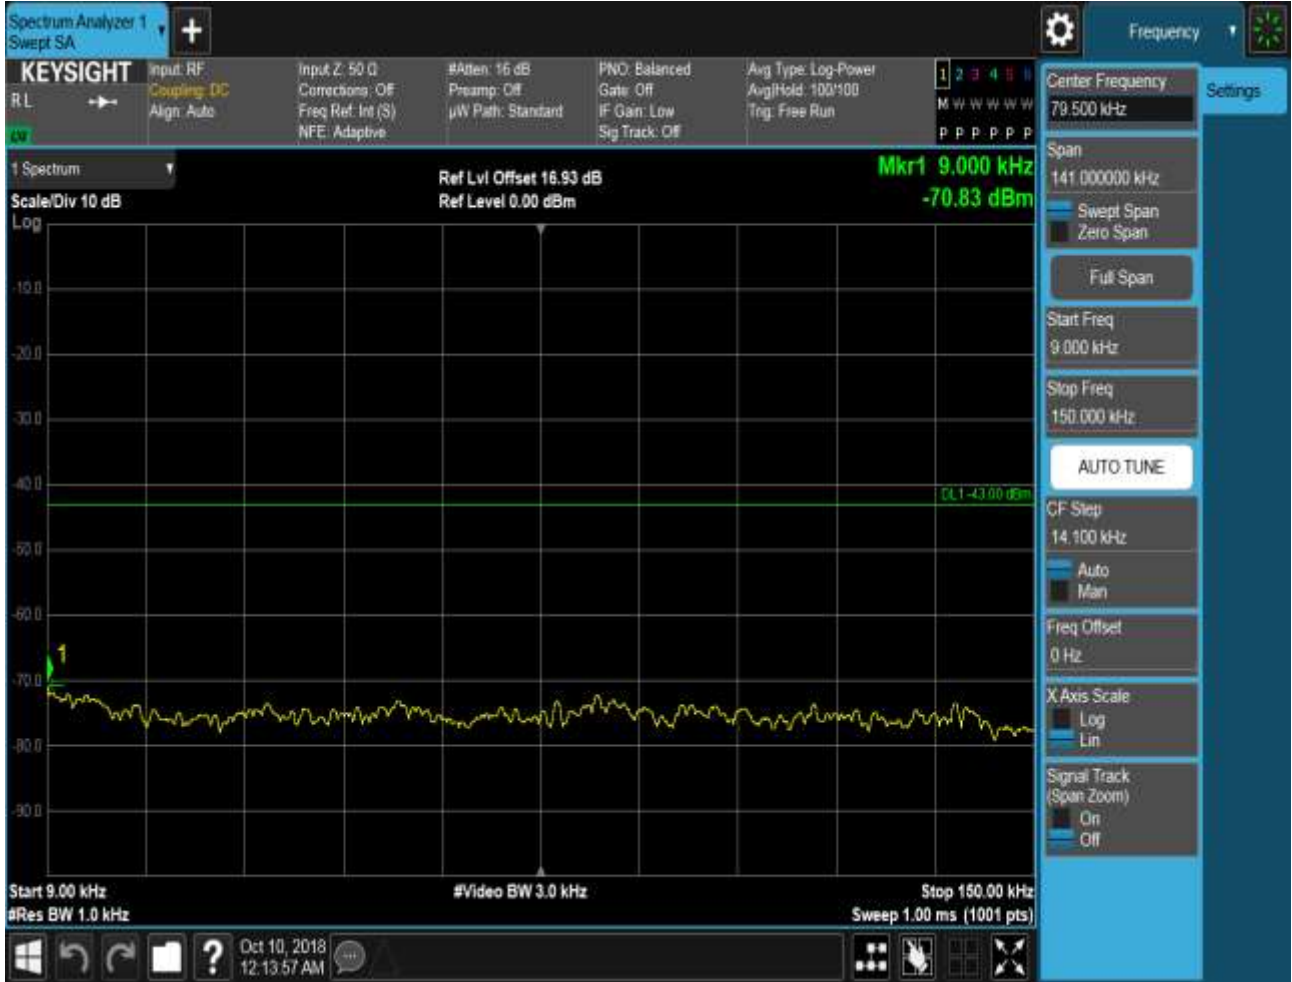 Spectrum Analyzer 1
Swept SA
Frequency
KEYSIGHT
R L
Input: RF
Coupling: DC
Align: Auto
Input Z: 50 Ω
Corrections: Off
Freq Ref: Int (S)
NFE: Adaptive
#Atten: 16 dB
Preamp: Off
µW Path: Standard
PNO: Balanced
Gate: Off
IF Gain: Low
Sig Track: Off
Avg Type: Log-Power
Avg|Hold: 100/100
Trig: Free Run
1 2 3 4 5 6
M W W W W W
P P P P P P
1 Spectrum
Scale/Div 10 dB
Ref Lvl Offset 16.93 dB
Ref Level 0.00 dBm
Mkr1 9.000 kHz
-70.83 dBm
Log
-10.0
-20.0
-30.0
-40.0
DL1 -43.00 dBm
-50.0
-60.0
1
-70.0
-80.0
-90.0
Start 9.00 kHz
#Res BW 1.0 kHz
#Video BW 3.0 kHz
Stop 150.00 kHz
Sweep 1.00 ms (1001 pts)
Oct 10, 2018
12:13:57 AM
Center Frequency
79.500 kHz
Settings
Span
141.000000 kHz
Swept Span
Zero Span
Full Span
Start Freq
9.000 kHz
Stop Freq
150.000 kHz
AUTO TUNE
CF Step
14.100 kHz
Auto
Man
Freq Offset
0 Hz
X Axis Scale
Log
Lin
Signal Track
(Span Zoom)
On
Off